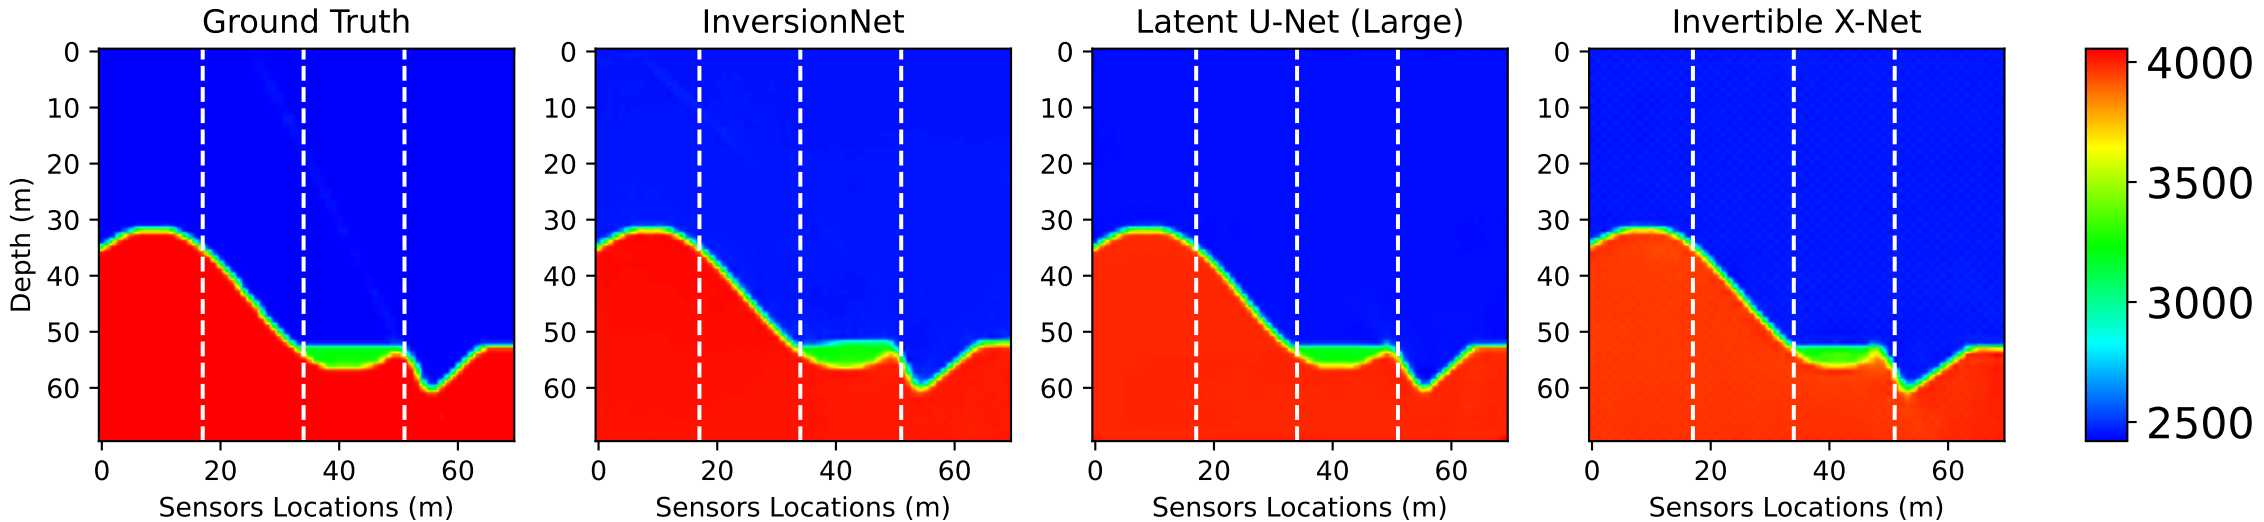 Ground Truth InversionNet Latent U-Net (Large) Invertible X-Net
0 0 0 0 4000
10 10 10 10
20 20 20 20 3500
30 30 30 30
Depth (m)
40 40 40 40 3000
50 50 50 50
60 60 60 60 2500
0 20 40 60 0 20 40 60 0 20 40 60 0 20 40 60
Sensors Locations (m) Sensors Locations (m) Sensors Locations (m) Sensors Locations (m)